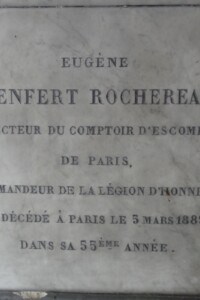 EUGÈNE
ENFERT ROCHEREA
CTEUR DU COMPTOIR D'ESCOM
DE PARIS,
MANDEUR DE LA LÉGION D'HONNE
DÉCÉDÉ À PARIS LE 5 MARS 188
DANS SA 55ÈME ANNÉE.